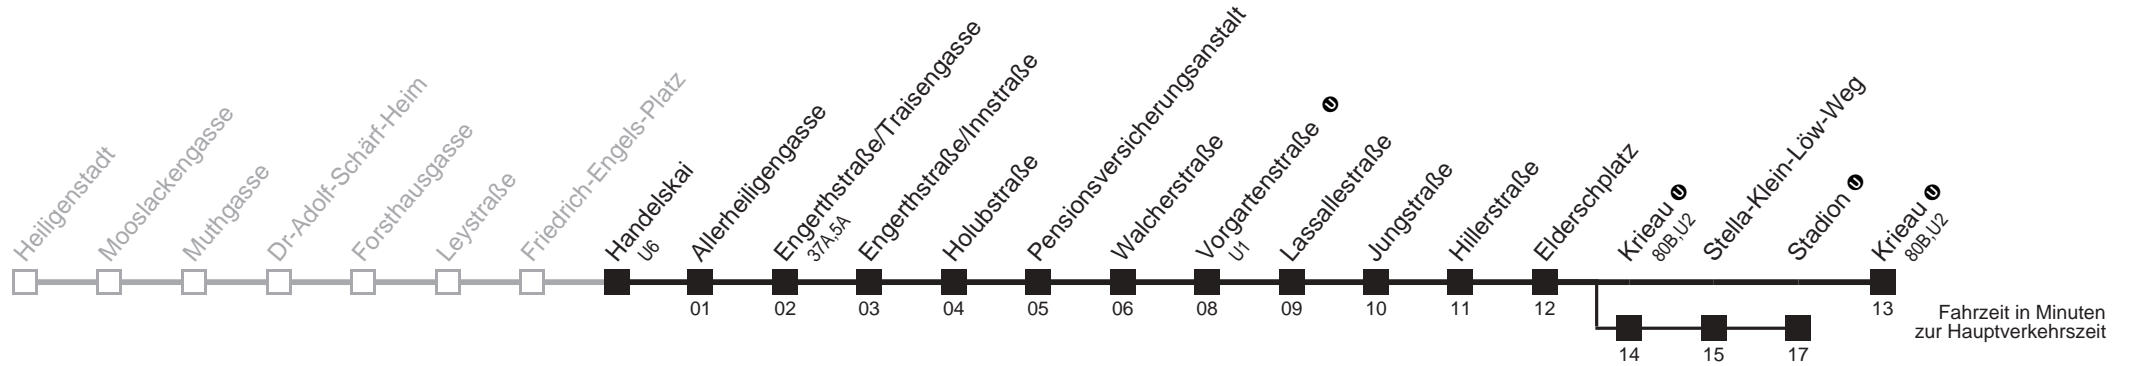 Heiligenstadt
Mooslackengasse
Muthgasse
Dr-Adolf-Schärf-Heim
Forsthausgasse
Leystraße
Friedrich-Engels-Platz
Handelskai
U6
Allerheiligengasse
Engerthstraße/Traisengasse
37A,5A
Engerthstraße/Innstraße
Holubstraße
Pensionsversicherungsanstalt
Walcherstraße
Vorgartenstraße U
U1
Lassallestraße
Jungstraße
Hillerstraße
Elderschplatz
Krieau U
80B,U2
Stella-Klein-Löw-Weg
Stadion U
Krieau U
80B,U2
01 02 03 04 05 06 08 09 10 11 12 13
14 15 17
Fahrzeit in Minuten
zur Hauptverkehrszeit